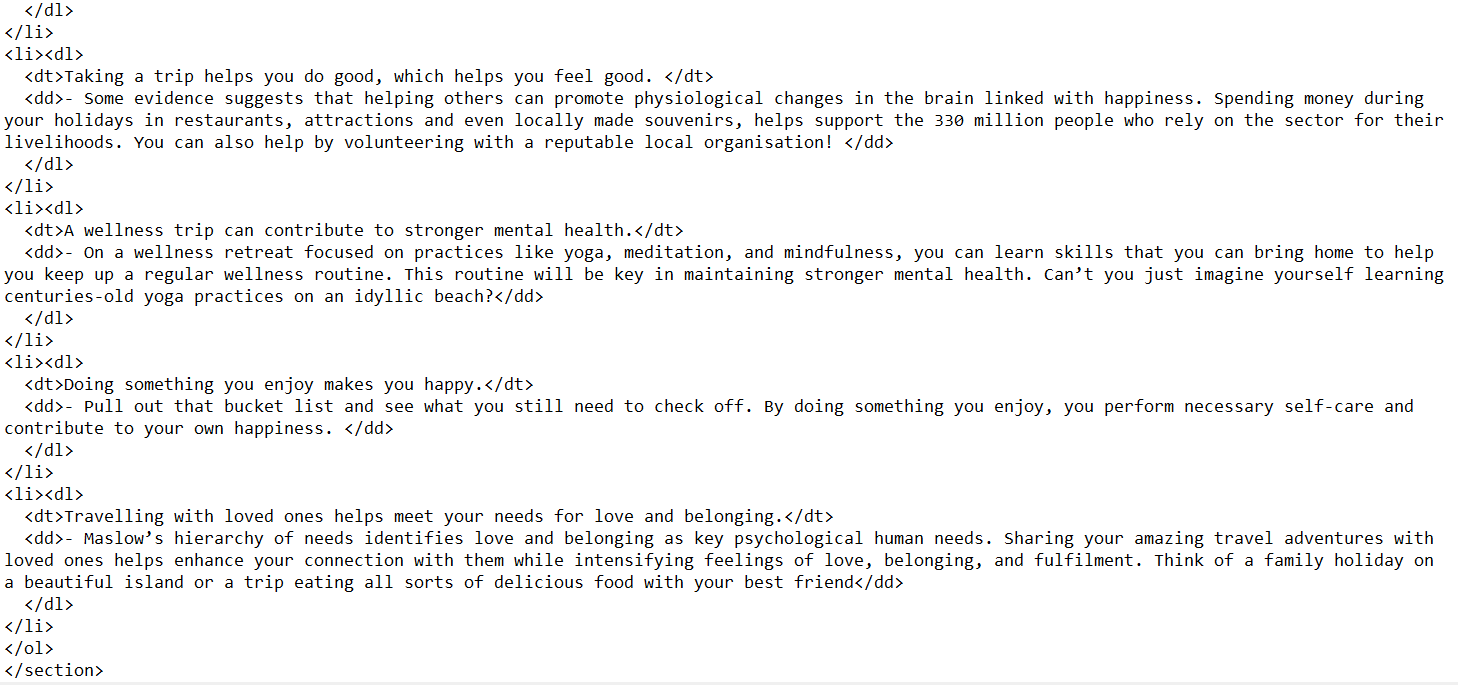 </dl>
</li>
<li><dl>
  <dt>Taking a trip helps you do good, which helps you feel good. </dt>
  <dd>- Some evidence suggests that helping others can promote physiological changes in the brain linked with happiness. Spending money during
your holidays in restaurants, attractions and even locally made souvenirs, helps support the 330 million people who rely on the sector for their
livelihoods. You can also help by volunteering with a reputable local organisation! </dd>
  </dl>
</li>
<li><dl>
  <dt>A wellness trip can contribute to stronger mental health.</dt>
  <dd>- On a wellness retreat focused on practices like yoga, meditation, and mindfulness, you can learn skills that you can bring home to help
you keep up a regular wellness routine. This routine will be key in maintaining stronger mental health. Can’t you just imagine yourself learning
centuries-old yoga practices on an idyllic beach?</dd>
  </dl>
</li>
<li><dl>
  <dt>Doing something you enjoy makes you happy.</dt>
  <dd>- Pull out that bucket list and see what you still need to check off. By doing something you enjoy, you perform necessary self-care and
contribute to your own happiness. </dd>
  </dl>
</li>
<li><dl>
  <dt>Travelling with loved ones helps meet your needs for love and belonging.</dt>
  <dd>- Maslow’s hierarchy of needs identifies love and belonging as key psychological human needs. Sharing your amazing travel adventures with
loved ones helps enhance your connection with them while intensifying feelings of love, belonging, and fulfilment. Think of a family holiday on
a beautiful island or a trip eating all sorts of delicious food with your best friend</dd>
  </dl>
</li>
</ol>
</section>